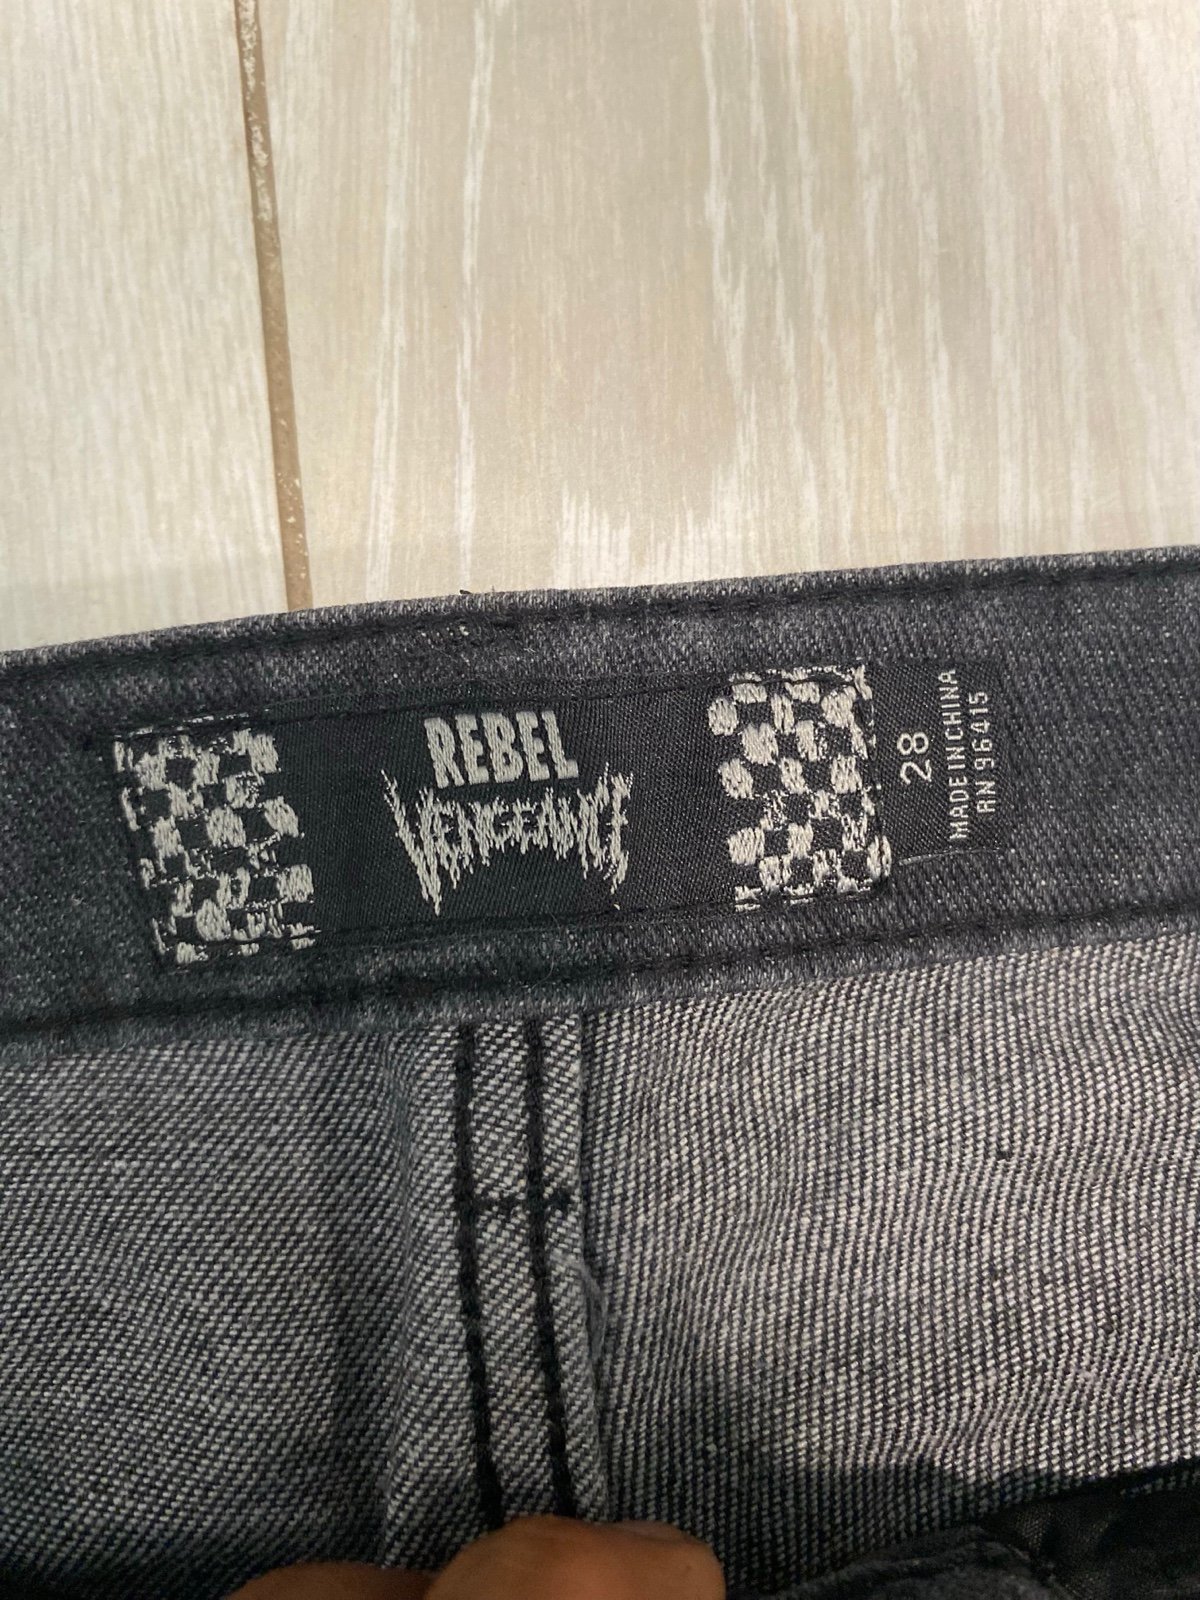 REBEL
VENGEANCE
28
MADE IN CHINA
RN 96415